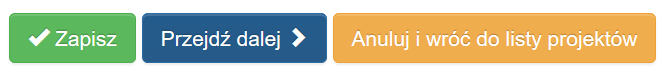 Zapisz Przejdź dalej Anuluj i wróć do listy projektów